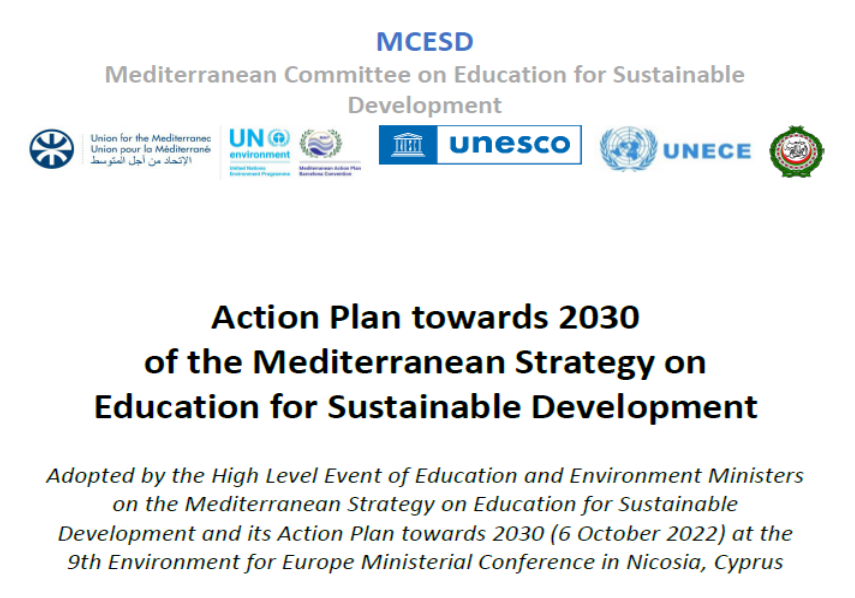 MCESD
Mediterranean Committee on Education for Sustainable
Development
Union for the Mediterranec
Union pour la Méditerrané
الإتحاد من أجل المتوسط
UN
environment
United Nations
Environment Programme
Mediterranean Action Plan
Barcelona Convention
unesco
UNECE
Action Plan towards 2030
of the Mediterranean Strategy on
Education for Sustainable Development
Adopted by the High Level Event of Education and Environment Ministers
on the Mediterranean Strategy on Education for Sustainable
Development and its Action Plan towards 2030 (6 October 2022) at the
9th Environment for Europe Ministerial Conference in Nicosia, Cyprus